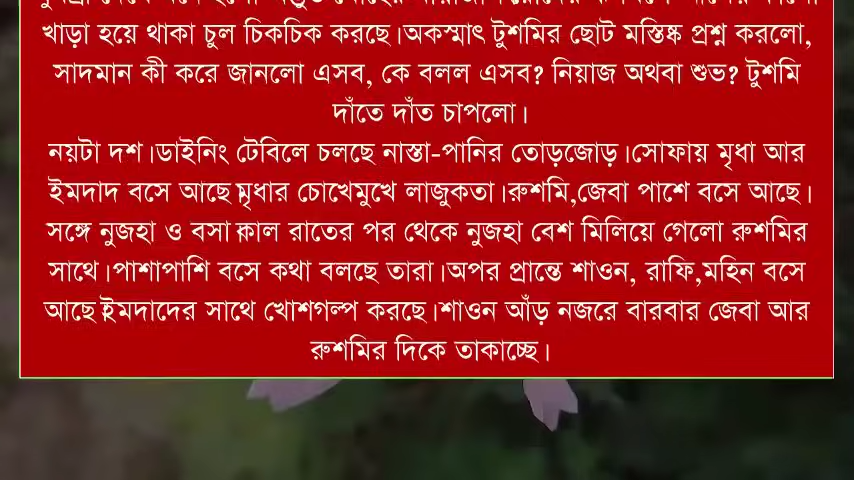 খাড়া হয়ে থাকা চুল চিকচিক করছে।অকস্মাৎ টুশমির ছোট মস্তিষ্ক প্রশ্ন করলো,
সাদমান কী করে জানলো এসব, কে বলল এসব? নিয়াজ অথবা শুভ? টুশমি
দাঁতে দাঁত চাপলো।
নয়টা দশ।ডাইনিং টেবিলে চলছে নাস্তা-পানির তোড়জোড়।সোফায় মৃধা আর
ইমদাদ বসে আছে।মৃধার চোখেমুখে লাজুকতা।রুশমি,জেবা পাশে বসে আছে।
সঙ্গে নুজহা ও বসা।কাল রাতের পর থেকে নুজহা বেশ মিলিয়ে গেলো রুশমির
সাথে।পাশাপাশি বসে কথা বলছে তারা।অপর প্রান্তে শাওন, রাফি,মহিন বসে
আছে।ইমদাদের সাথে খোশগল্প করছে।শাওন আঁড় নজরে বারবার জেবা আর
রুশমির দিকে তাকাচ্ছে।